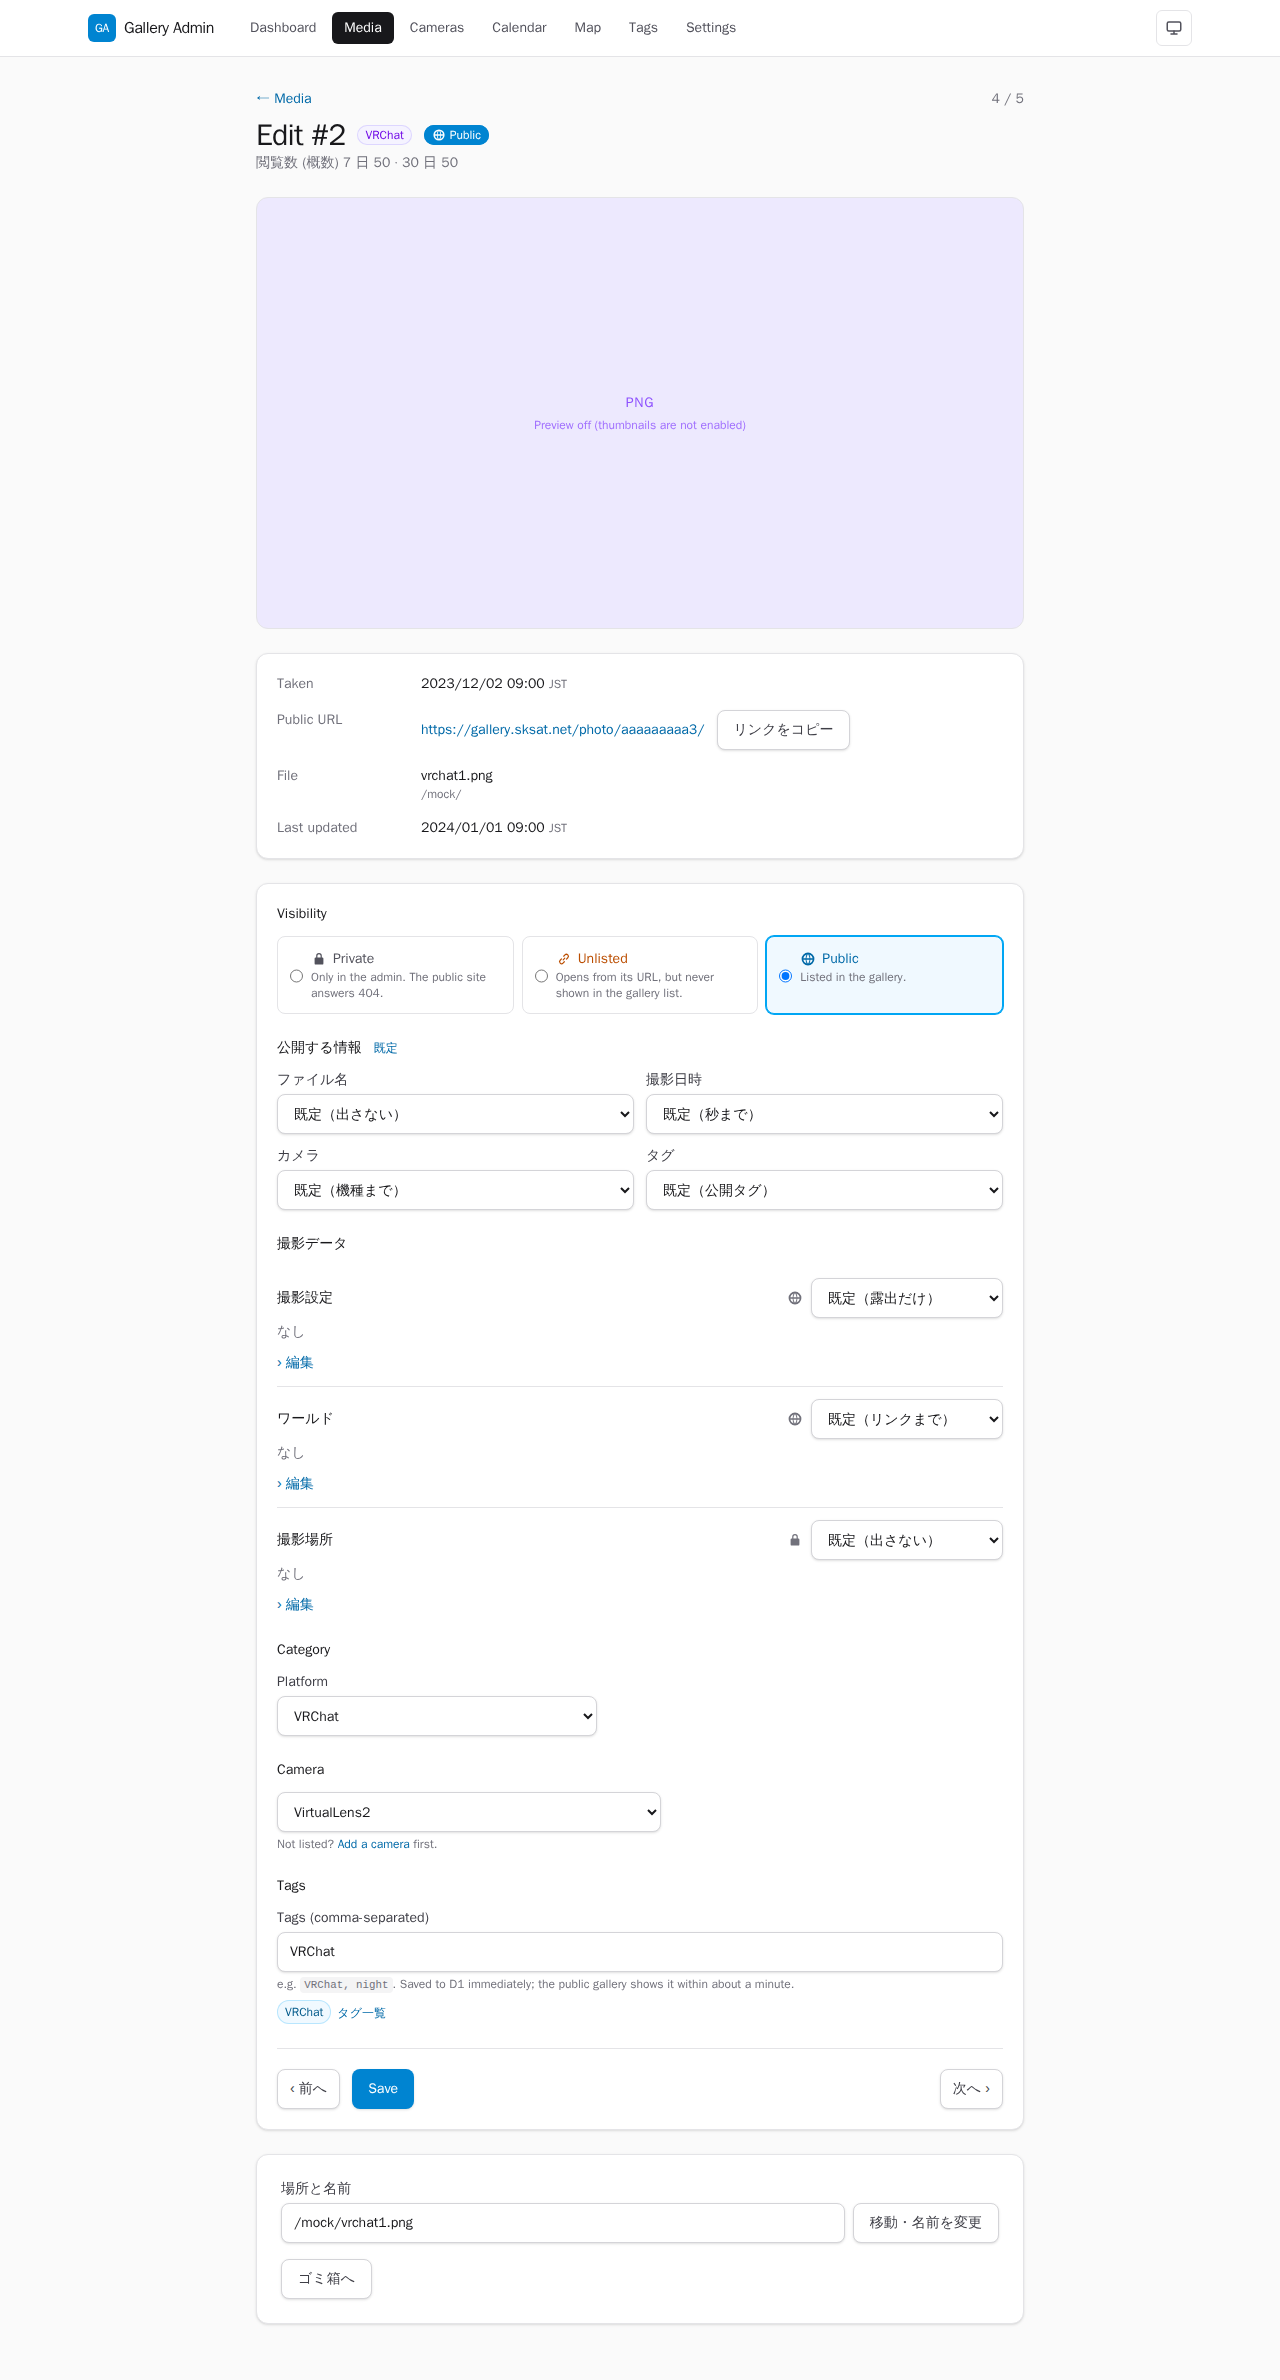 GA Gallery Admin Dashboard Media Cameras Calendar Map Tags Settings
← Media 4 / 5
Edit #2 VRChat Public
閲覧数 (概数) 7 日 50 · 30 日 50
PNG
Preview off (thumbnails are not enabled)
Taken 2023/12/02 09:00 JST
Public URL https://gallery.sksat.net/photo/aaaaaaaaa3/ リンクをコピー
File vrchat1.png
/mock/
Last updated 2024/01/01 09:00 JST
Visibility
Private
Only in the admin. The public site
answers 404.
Unlisted
Opens from its URL, but never
shown in the gallery list.
Public
Listed in the gallery.
公開する情報 既定
ファイル名 撮影日時
既定（出さない） 既定（秒まで）
カメラ タグ
既定（機種まで） 既定（公開タグ）
撮影データ
撮影設定 既定（露出だけ）
なし
› 編集
ワールド 既定（リンクまで）
なし
› 編集
撮影場所 既定（出さない）
なし
› 編集
Category
Platform
VRChat
Camera
VirtualLens2
Not listed? Add a camera first.
Tags
Tags (comma-separated)
VRChat
e.g. VRChat, night. Saved to D1 immediately; the public gallery shows it within about a minute.
VRChat タグ一覧
‹ 前へ Save 次へ ›
場所と名前
/mock/vrchat1.png 移動・名前を変更
ゴミ箱へ